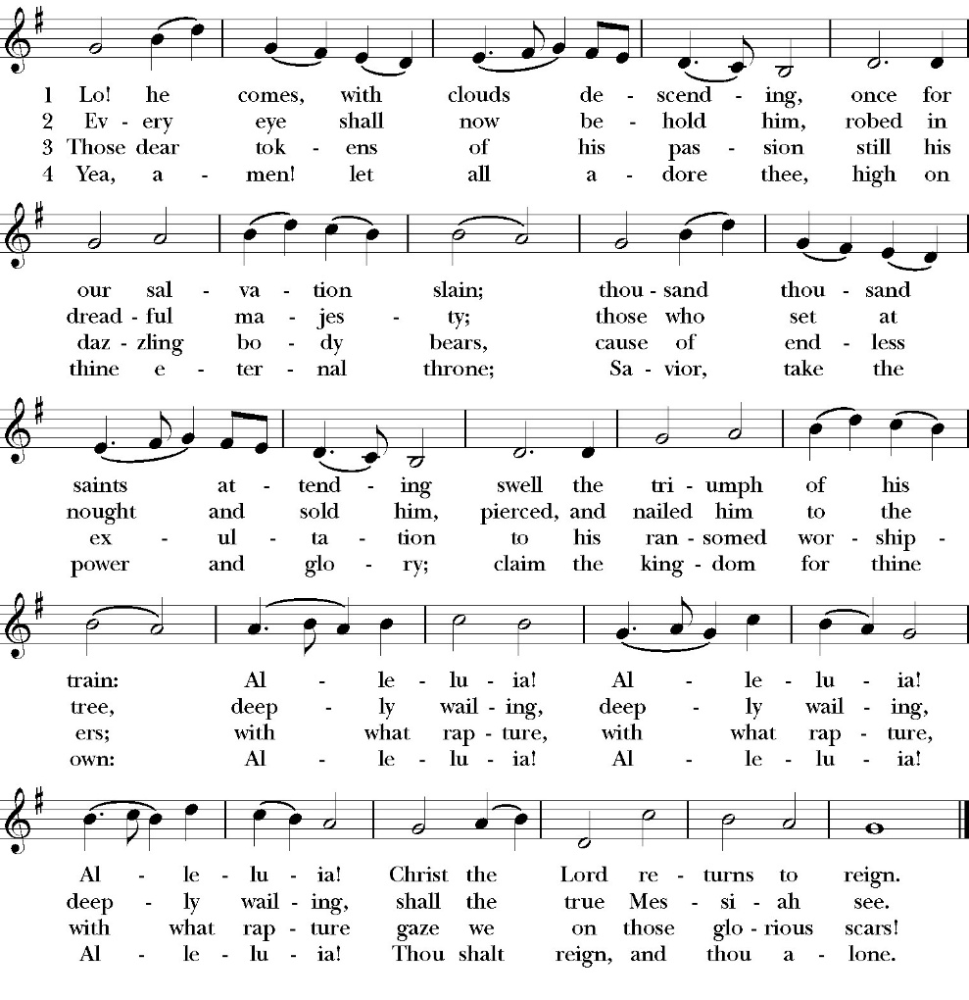 1 Lo! he comes, with clouds de - scend - ing, once for
2 Ev - ery eye shall now be - hold him, robed in
3 Those dear tok - ens of his pas - sion still his
4 Yea, a - men! let all a - dore thee, high on
our sal - va - tion slain; thou - sand thou - sand
dread - ful ma - jes - ty; those who set at
daz - zling bo - dy bears, cause of end - less
thine e - ter - nal throne; Sa - vior, take the
saints at - tend - ing swell the tri - umph of his
nought and sold him, pierced, and nailed him to the
ex - ul - ta - tion to his ran - somed wor - ship -
power and glo - ry; claim the king - dom for thine
train: Al - le - lu - ia! Al - le - lu - ia!
tree, deep - ly wail - ing, deep - ly wail - ing,
ers; with what rap - ture, with what rap - ture,
own: Al - le - lu - ia! Al - le - lu - ia!
Al - le - lu - ia! Christ the Lord re - turns to reign.
deep - ly wail - ing, shall the true Mes - si - ah see.
with what rap - ture gaze we on those glo - rious scars!
Al - le - lu - ia! Thou shalt reign, and thou a - lone.